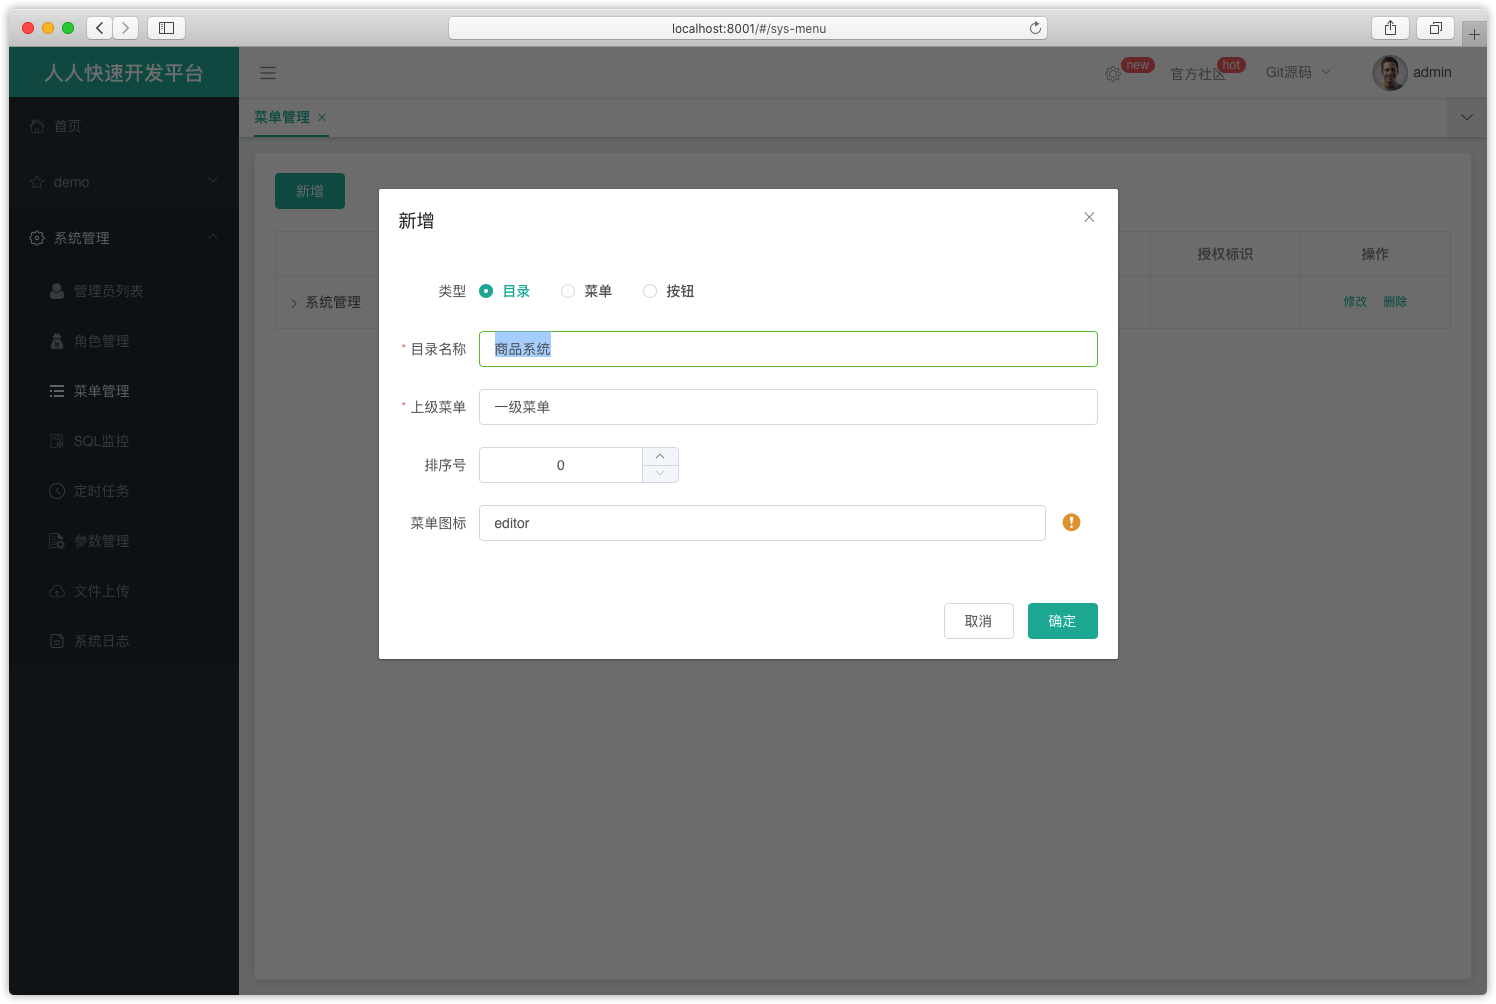 localhost:8001/#/sys-menu
人人快速开发平台
new
官方社区
hot
Git源码
admin
首页
demo
系统管理
管理员列表
角色管理
菜单管理
SQL监控
定时任务
参数管理
文件上传
系统日志
菜单管理
新增
授权标识
操作
系统管理
修改 删除
新增
类型 目录 菜单 按钮
* 目录名称 商品系统
* 上级菜单 一级菜单
排序号 0
菜单图标 editor
取消 确定